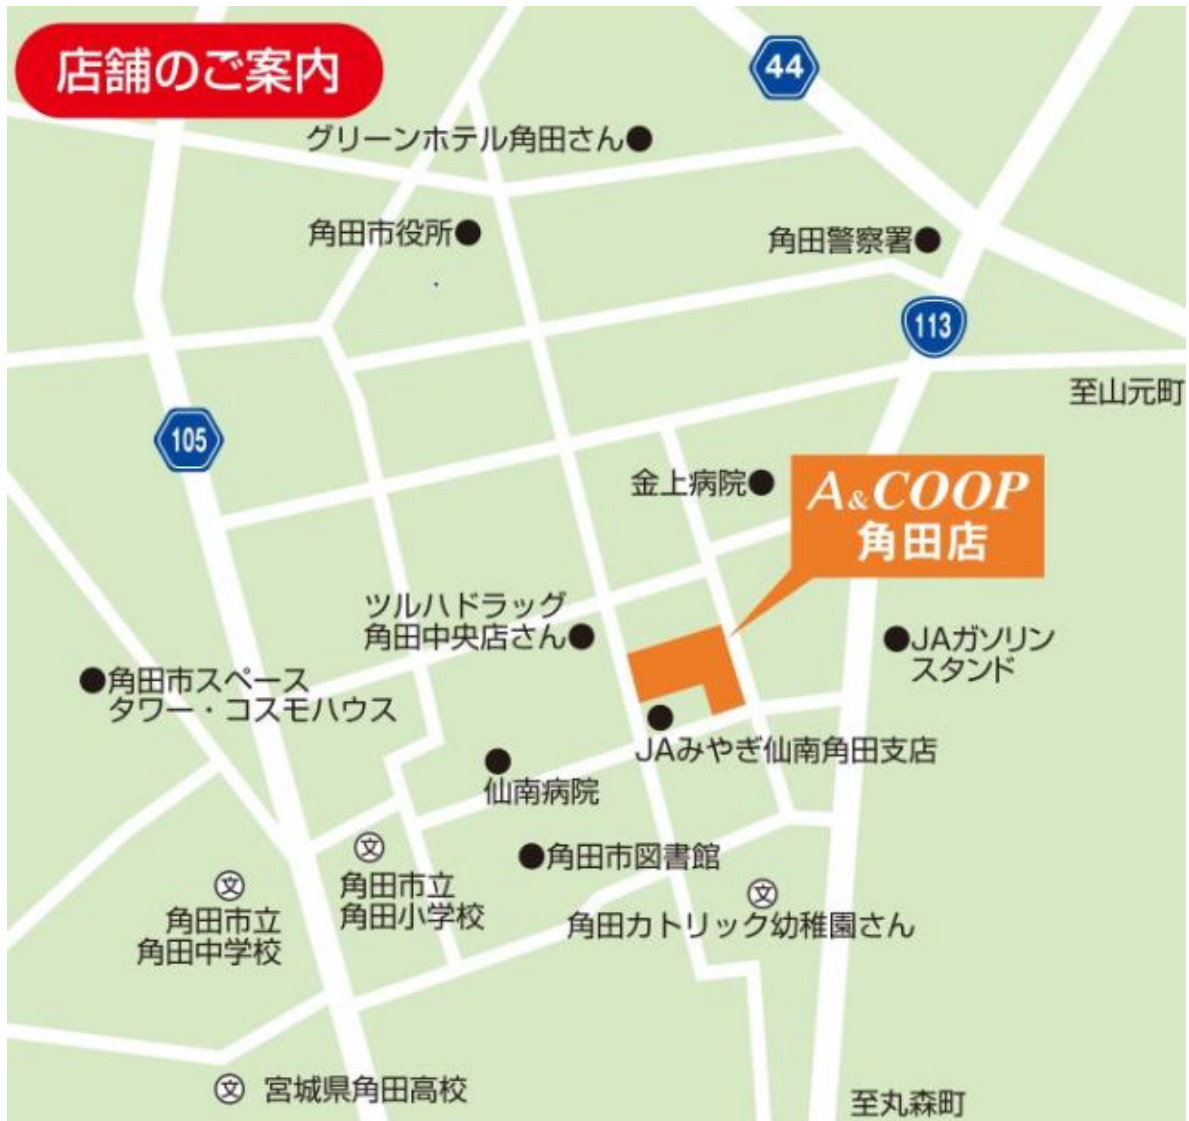 店舗のご案内
44
グリーンホテル角田さん
角田市役所
角田警察署
113
至山元町
105
金上病院
A&COOP
角田店
ツルハドラッグ
角田中央店さん
JAガソリン
スタンド
角田市スペース
タワー・コスモハウス
JAみやぎ仙南角田支店
仙南病院
角田市図書館
文
角田市立
角田小学校
文
角田市立
角田中学校
文
角田カトリック幼稚園さん
文
宮城県角田高校
至丸森町